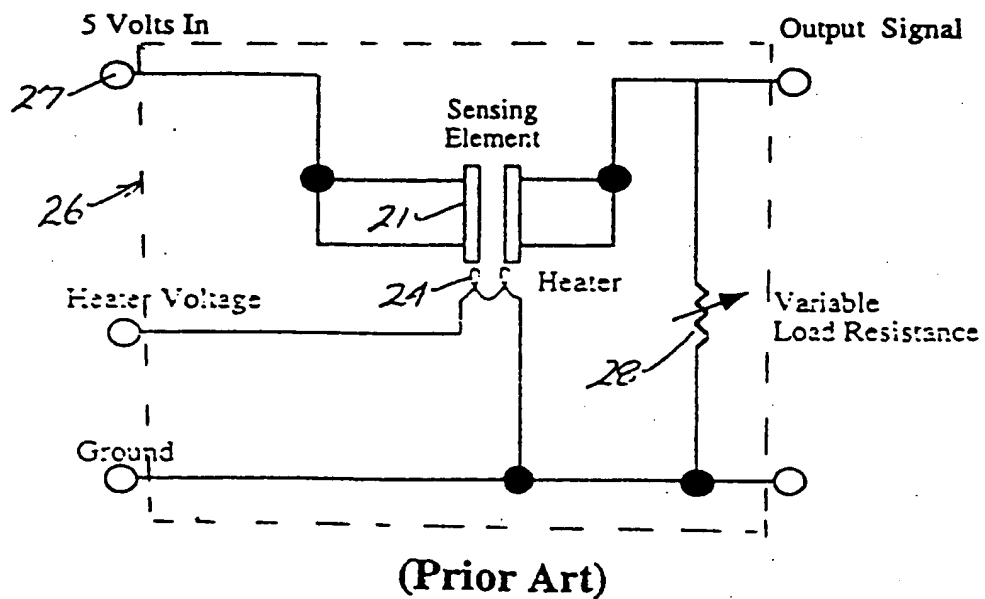 5 Volts In
Output Signal
27
Sensing
Element
26
21
Heater Voltage
24
Heater
Variable
Load Resistance
28
Ground
(Prior Art)